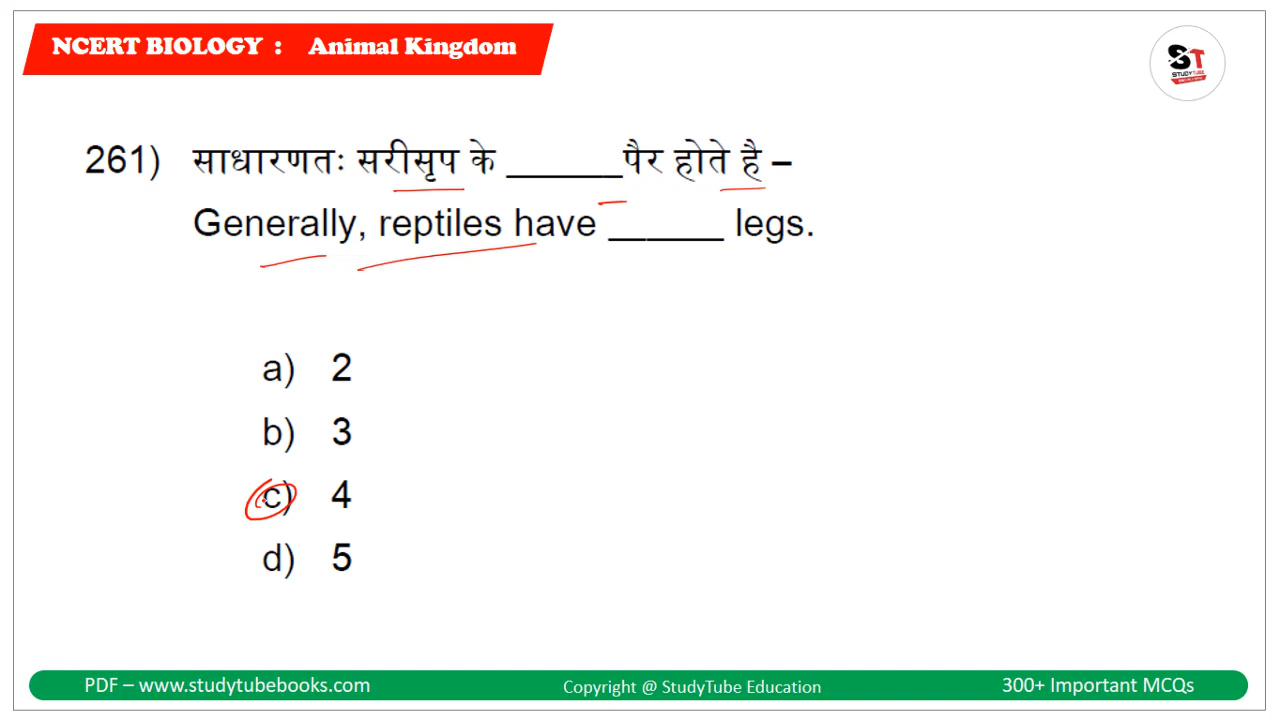 NCERT BIOLOGY : Animal Kingdom
ST
STUDYTUBE
261) साधारणतः सरीसृप के ______पैर होते है –
Generally, reptiles have ______ legs.
a) 2
b) 3
c) 4
d) 5
PDF – www.studytubebooks.com
Copyright @ StudyTube Education
300+ Important MCQs